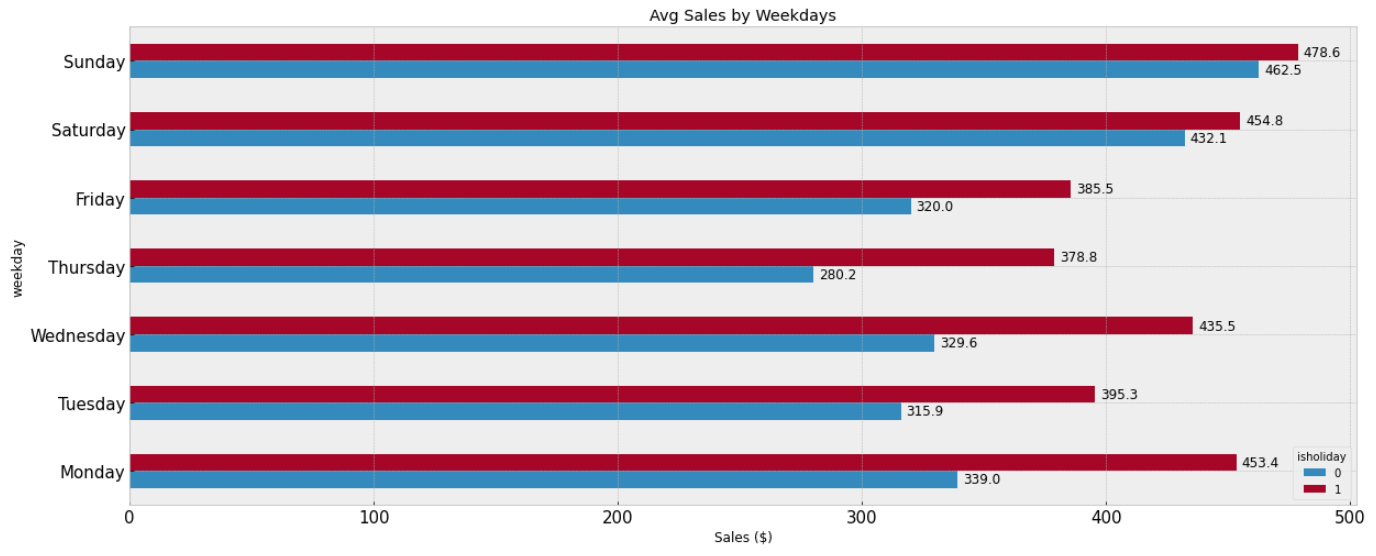 Avg Sales by Weekdays
Sunday
478.6
462.5
Saturday
454.8
432.1
Friday
385.5
320.0
Thursday
378.8
280.2
weekday
Wednesday
435.5
329.6
Tuesday
395.3
315.9
Monday
453.4
339.0
isholiday
0
1
0 100 200 300 400 500
Sales ($)